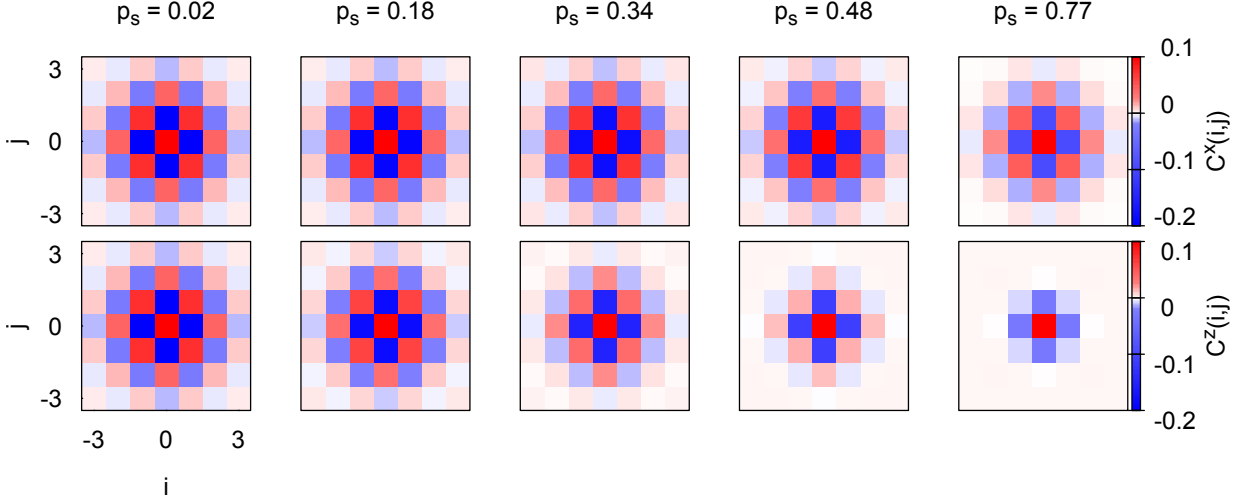 p_s = 0.02 p_s = 0.18 p_s = 0.34 p_s = 0.48 p_s = 0.77
3
0
-3
j
0.1
0
-0.1
-0.2
C^x(i,j)
3
0
-3
j
0.1
0
-0.1
-0.2
C^z(i,j)
-3 0 3
i